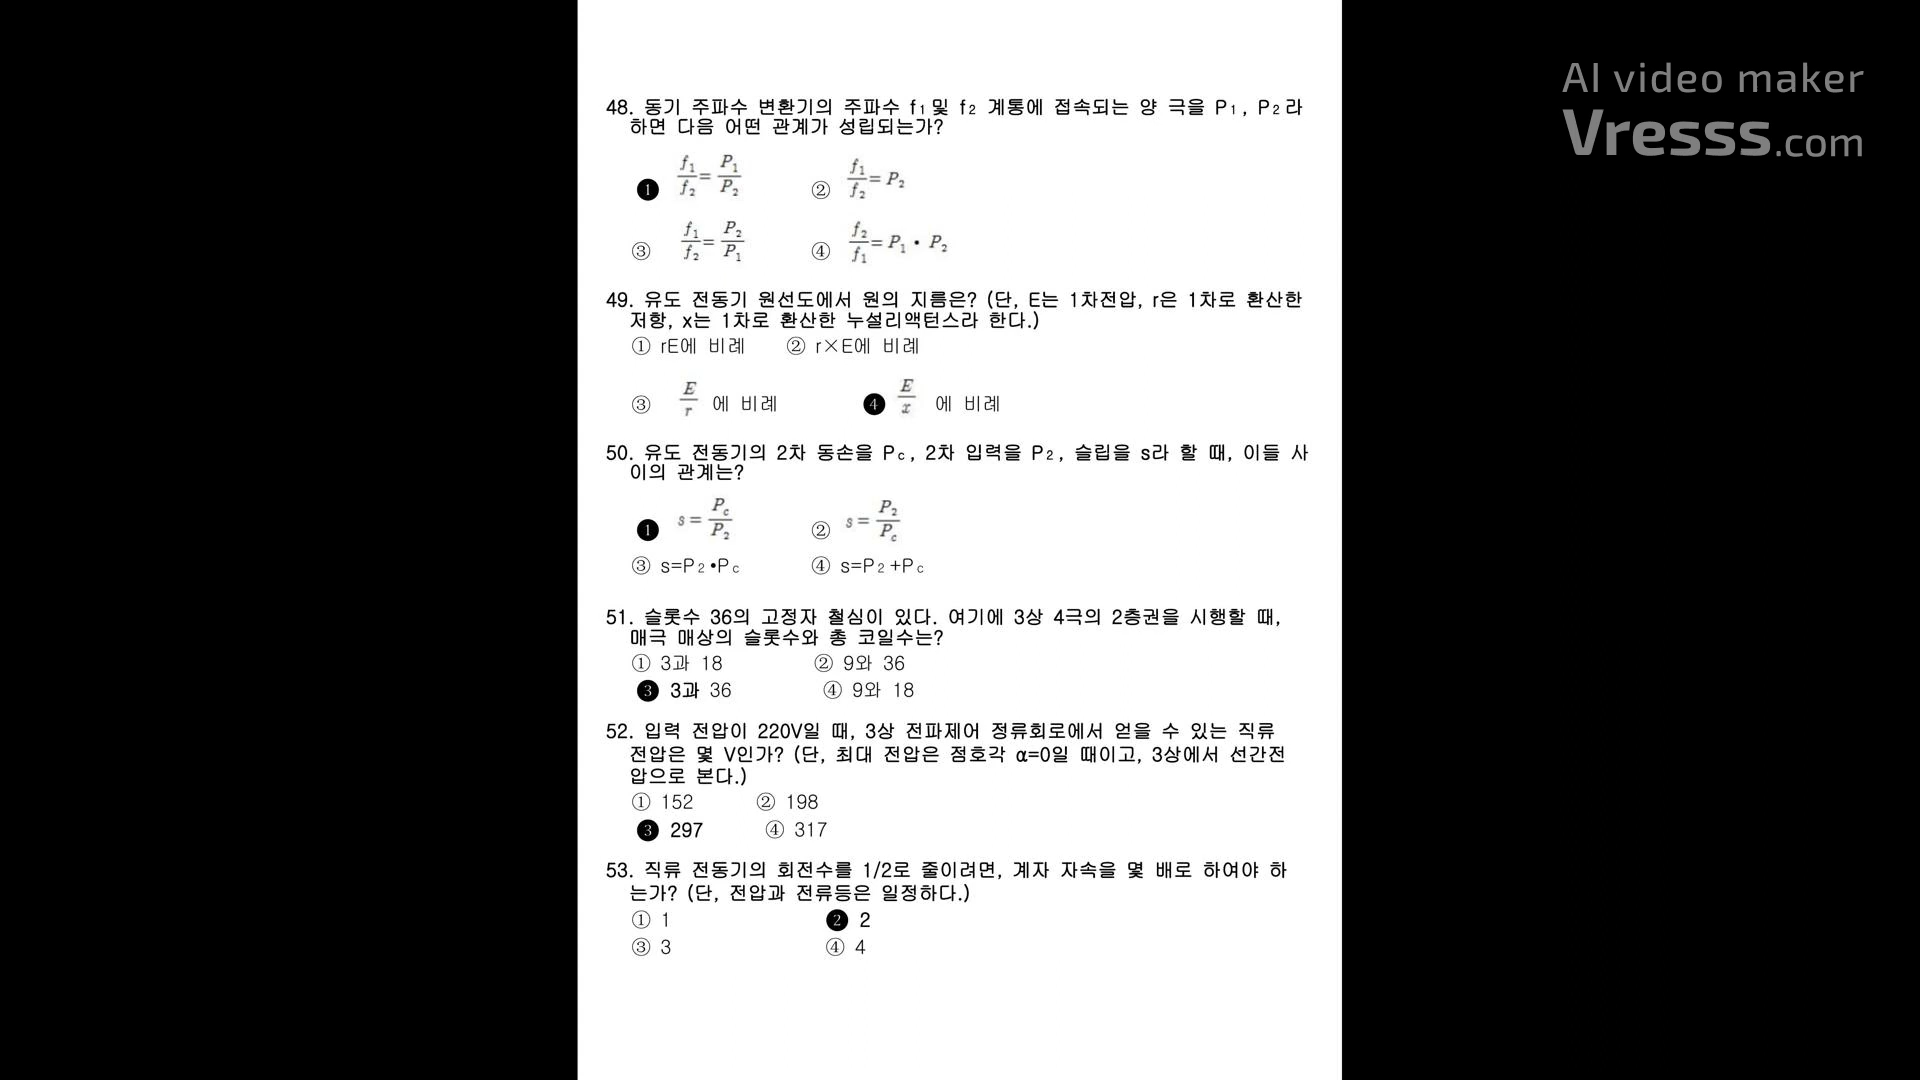 AI video maker
Vresss.com
48. 동기 주파수 변환기의 주파수 f₁및 f₂ 계통에 접속되는 양 극을 P₁, P₂라
하면 다음 어떤 관계가 성립되는가?
❶ f₁/f₂ = P₁/P₂ ② f₁/f₂ = P₂
③ f₁/f₂ = P₂/P₁ ④ f₂/f₁ = P₁ • P₂
49. 유도 전동기 원선도에서 원의 지름은? (단, E는 1차전압, r은 1차로 환산한
저항, x는 1차로 환산한 누설리액턴스라 한다.)
① rE에 비례 ② r×E에 비례
③ E/r 에 비례 ❹ E/x 에 비례
50. 유도 전동기의 2차 동손을 Pc, 2차 입력을 P₂, 슬립을 s라 할 때, 이들 사
이의 관계는?
❶ s = Pc/P₂ ② s = P₂/Pc
③ s=P₂•Pc ④ s=P₂+Pc
51. 슬롯수 36의 고정자 철심이 있다. 여기에 3상 4극의 2층권을 시행할 때,
매극 매상의 슬롯수와 총 코일수는?
① 3과 18 ② 9와 36
❸ 3과 36 ④ 9와 18
52. 입력 전압이 220V일 때, 3상 전파제어 정류회로에서 얻을 수 있는 직류
전압은 몇 V인가? (단, 최대 전압은 점호각 α=0일 때이고, 3상에서 선간전
압으로 본다.)
① 152 ② 198
❸ 297 ④ 317
53. 직류 전동기의 회전수를 1/2로 줄이려면, 계자 자속을 몇 배로 하여야 하
는가? (단, 전압과 전류등은 일정하다.)
① 1 ❷ 2
③ 3 ④ 4